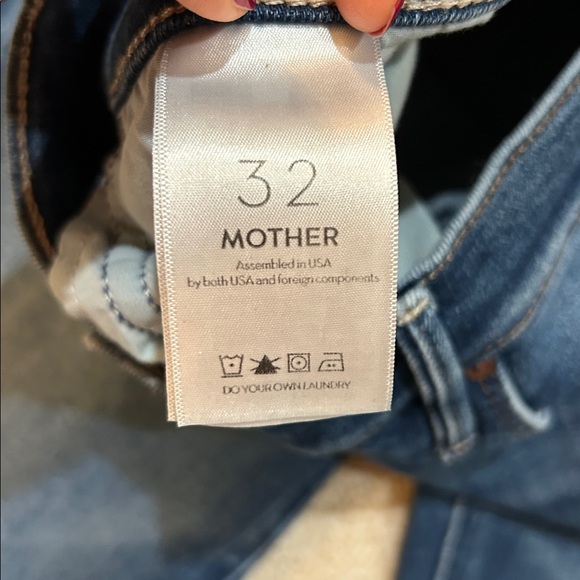 32
MOTHER
Assembled in USA
by both USA and foreign components
DO YOUR OWN LAUNDRY